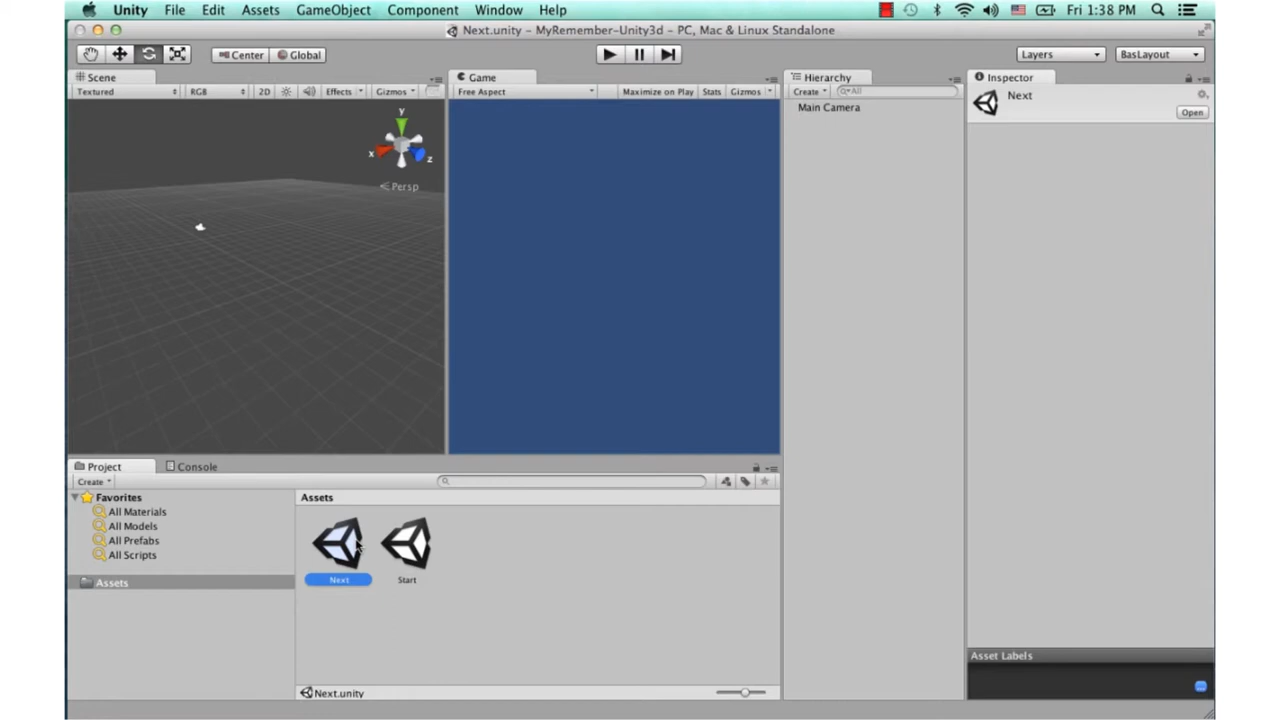 Unity File Edit Assets GameObject Component Window Help Fri 1:38 PM
Next.unity - MyRemember-Unity3d - PC, Mac & Linux Standalone
Center Global Layers BasLayout
Scene Game Hierarchy Inspector
Textured RGB 2D Effects Gizmos Free Aspect Maximize on Play Stats Gizmos Create All Next
Open
Main Camera
y
x
z
Persp
Project Console
Create
Favorites Assets
All Materials
All Models
All Prefabs
All Scripts
Next Start
Assets
Asset Labels
Next.unity